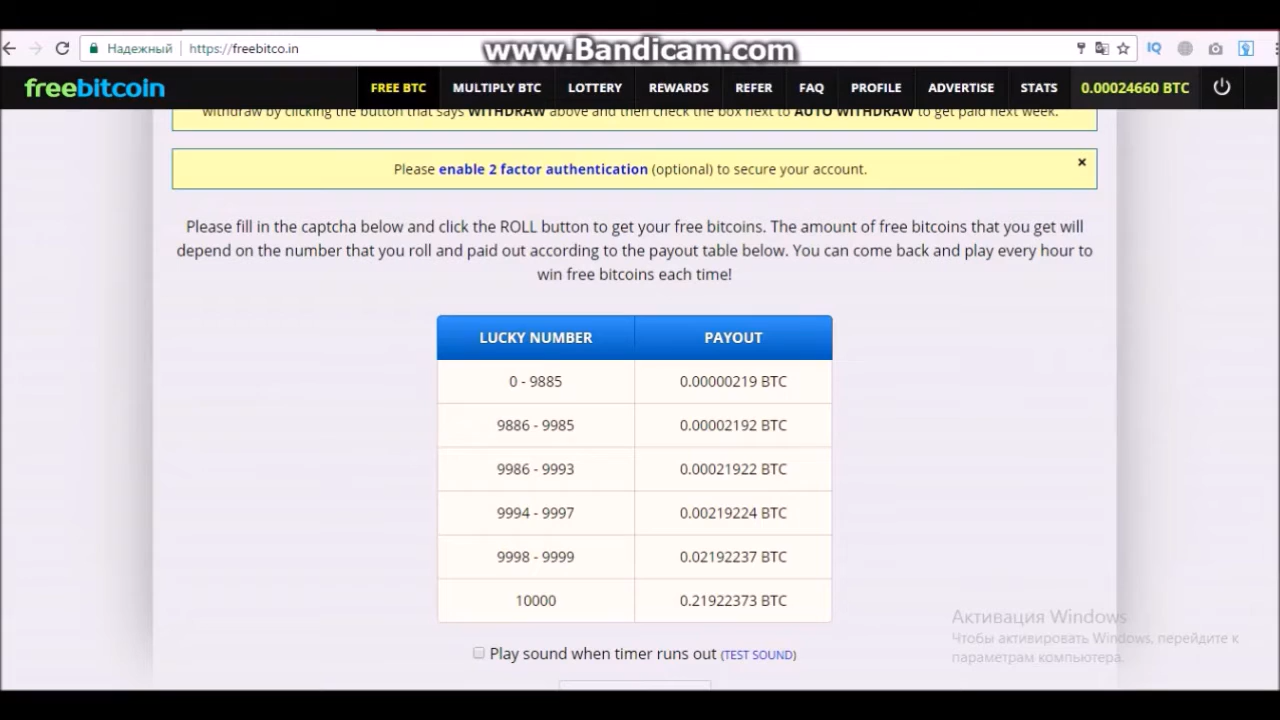 www.Bandicam.com
Надежный https://freebitco.in IQ
freebitcoin FREE BTC MULTIPLY BTC LOTTERY REWARDS REFER FAQ PROFILE ADVERTISE STATS 0.00024660 BTC
withdraw by clicking the button that says WITHDRAW above and then check the box next to AUTO WITHDRAW to get paid next week.
Please enable 2 factor authentication (optional) to secure your account.
Please fill in the captcha below and click the ROLL button to get your free bitcoins. The amount of free bitcoins that you get will
depend on the number that you roll and paid out according to the payout table below. You can come back and play every hour to
win free bitcoins each time!
LUCKY NUMBER PAYOUT
0 - 9885 0.00000219 BTC
9886 - 9985 0.00002192 BTC
9986 - 9993 0.00021922 BTC
9994 - 9997 0.00219224 BTC
9998 - 9999 0.02192237 BTC
10000 0.21922373 BTC
Play sound when timer runs out (TEST SOUND)
Активация Windows
Чтобы активировать Windows, перейдите к
параметрам компьютера.